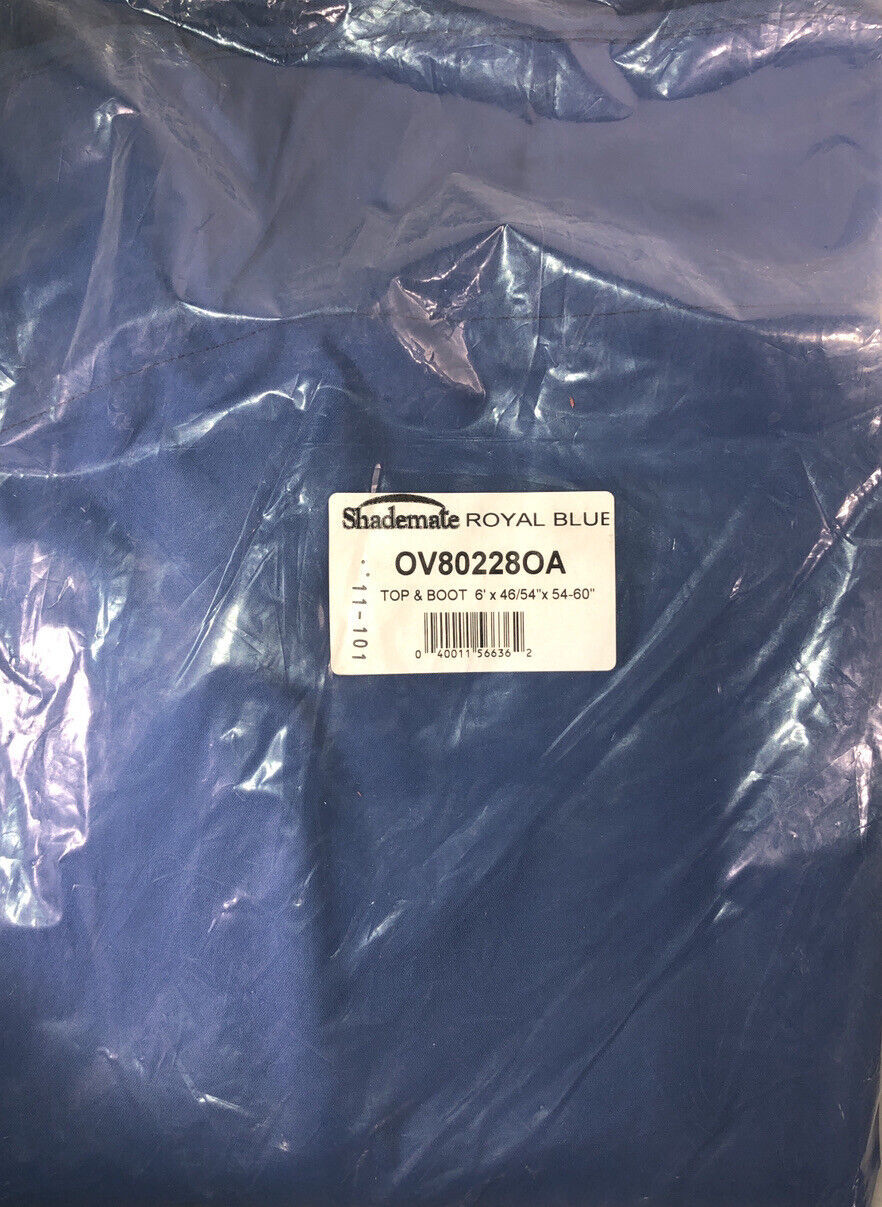 Shademate ROYAL BLUE
OV80228OA
TOP & BOOT 6' x 46/54"x 54-60"
11-101
0 40011 56636 2